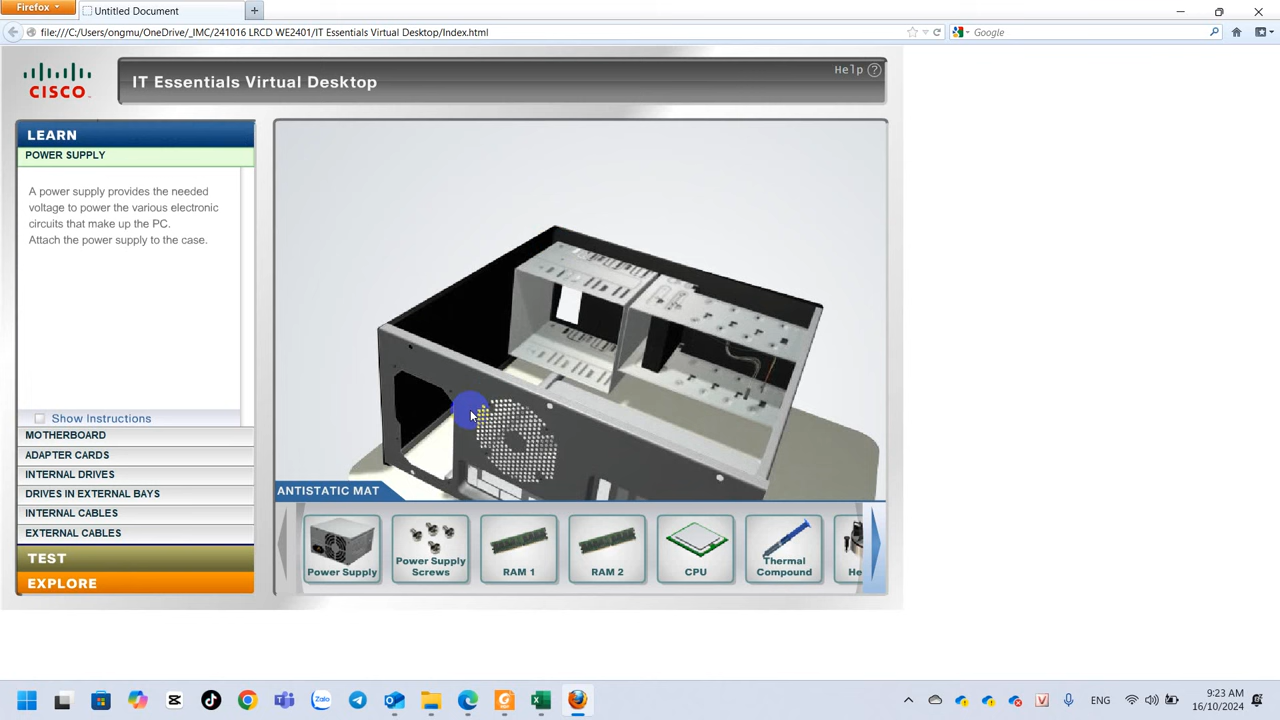 Firefox
Untitled Document
file:///C:/Users/ongmu/OneDrive/_IMC/241016 LRCD WE2401/IT Essentials Virtual Desktop/Index.html
Google
CISCO
IT Essentials Virtual Desktop
Help ?
LEARN
POWER SUPPLY
A power supply provides the needed
voltage to power the various electronic
circuits that make up the PC.
Attach the power supply to the case.
Show Instructions
MOTHERBOARD
ADAPTER CARDS
INTERNAL DRIVES
DRIVES IN EXTERNAL BAYS
INTERNAL CABLES
EXTERNAL CABLES
TEST
EXPLORE
ANTISTATIC MAT
Power Supply
Power Supply
Screws
RAM 1
RAM 2
CPU
Thermal
Compound
He
Zalo
ENG
9:23 AM
16/10/2024